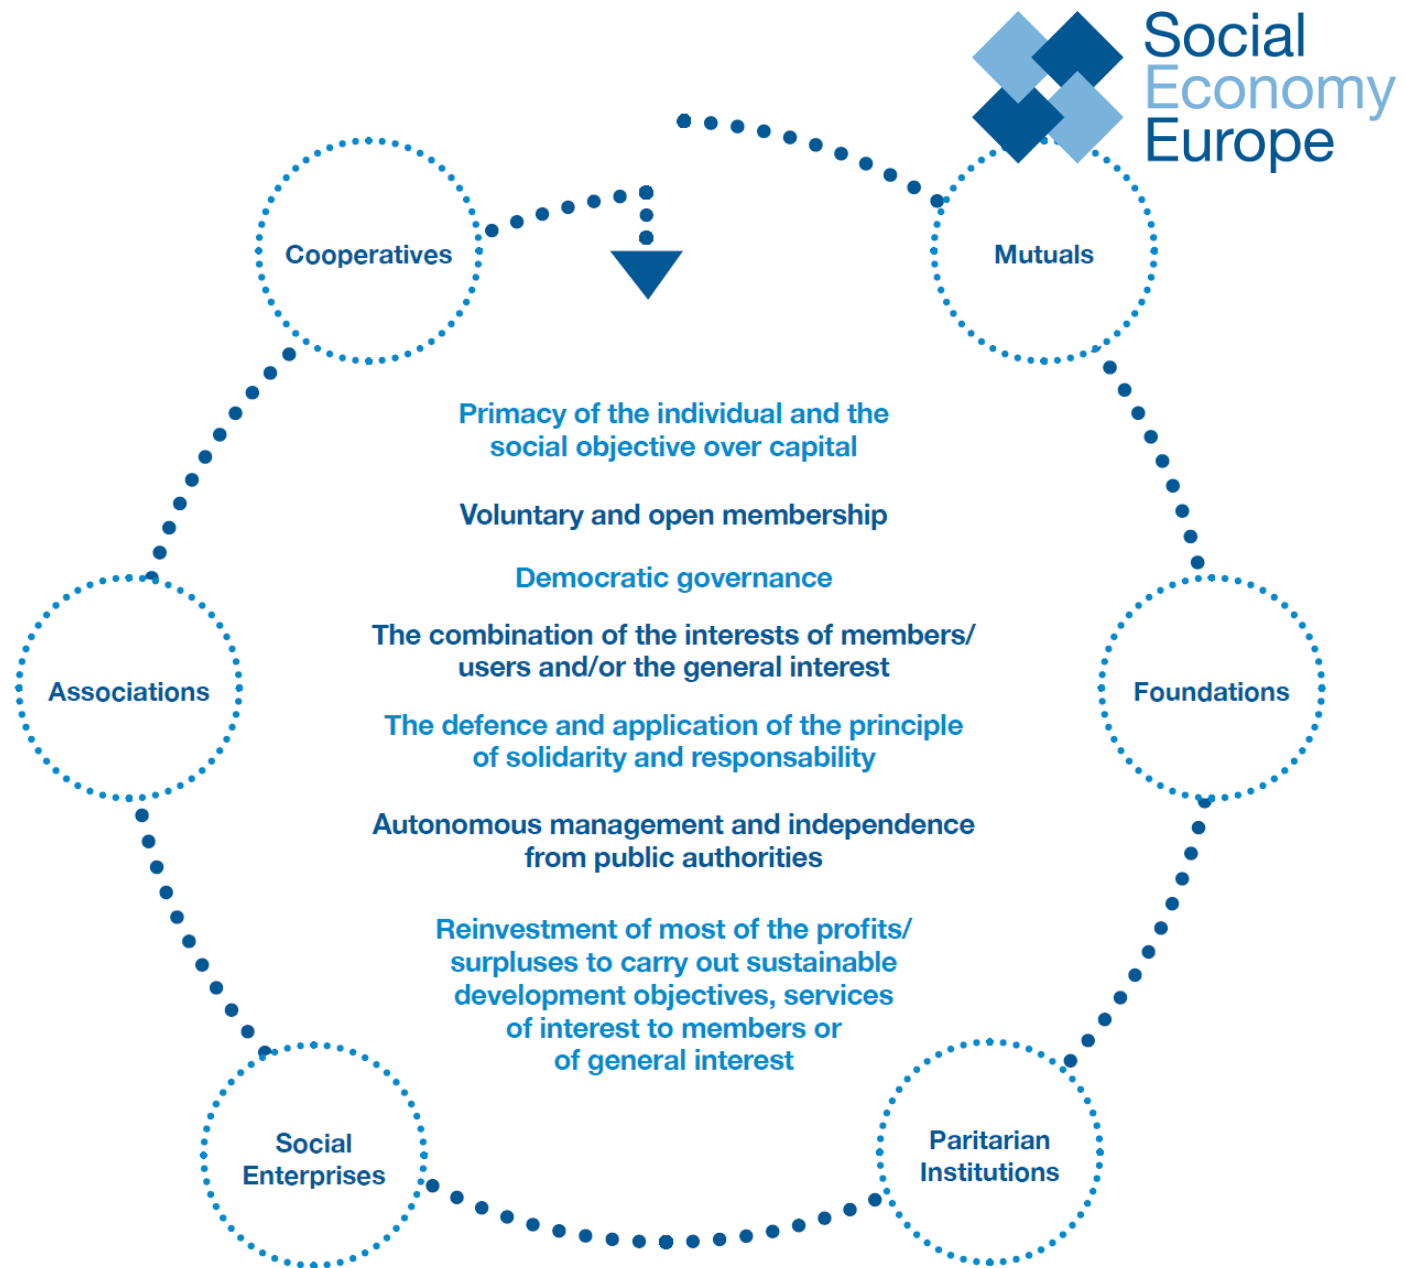 Social
Economy
Europe
Cooperatives
Mutuals
Primacy of the individual and the
social objective over capital
Voluntary and open membership
Democratic governance
The combination of the interests of members/
users and/or the general interest
Associations
Foundations
The defence and application of the principle
of solidarity and responsability
Autonomous management and independence
from public authorities
Reinvestment of most of the profits/
surpluses to carry out sustainable
development objectives, services
of interest to members or
of general interest
Social
Enterprises
Paritarian
Institutions